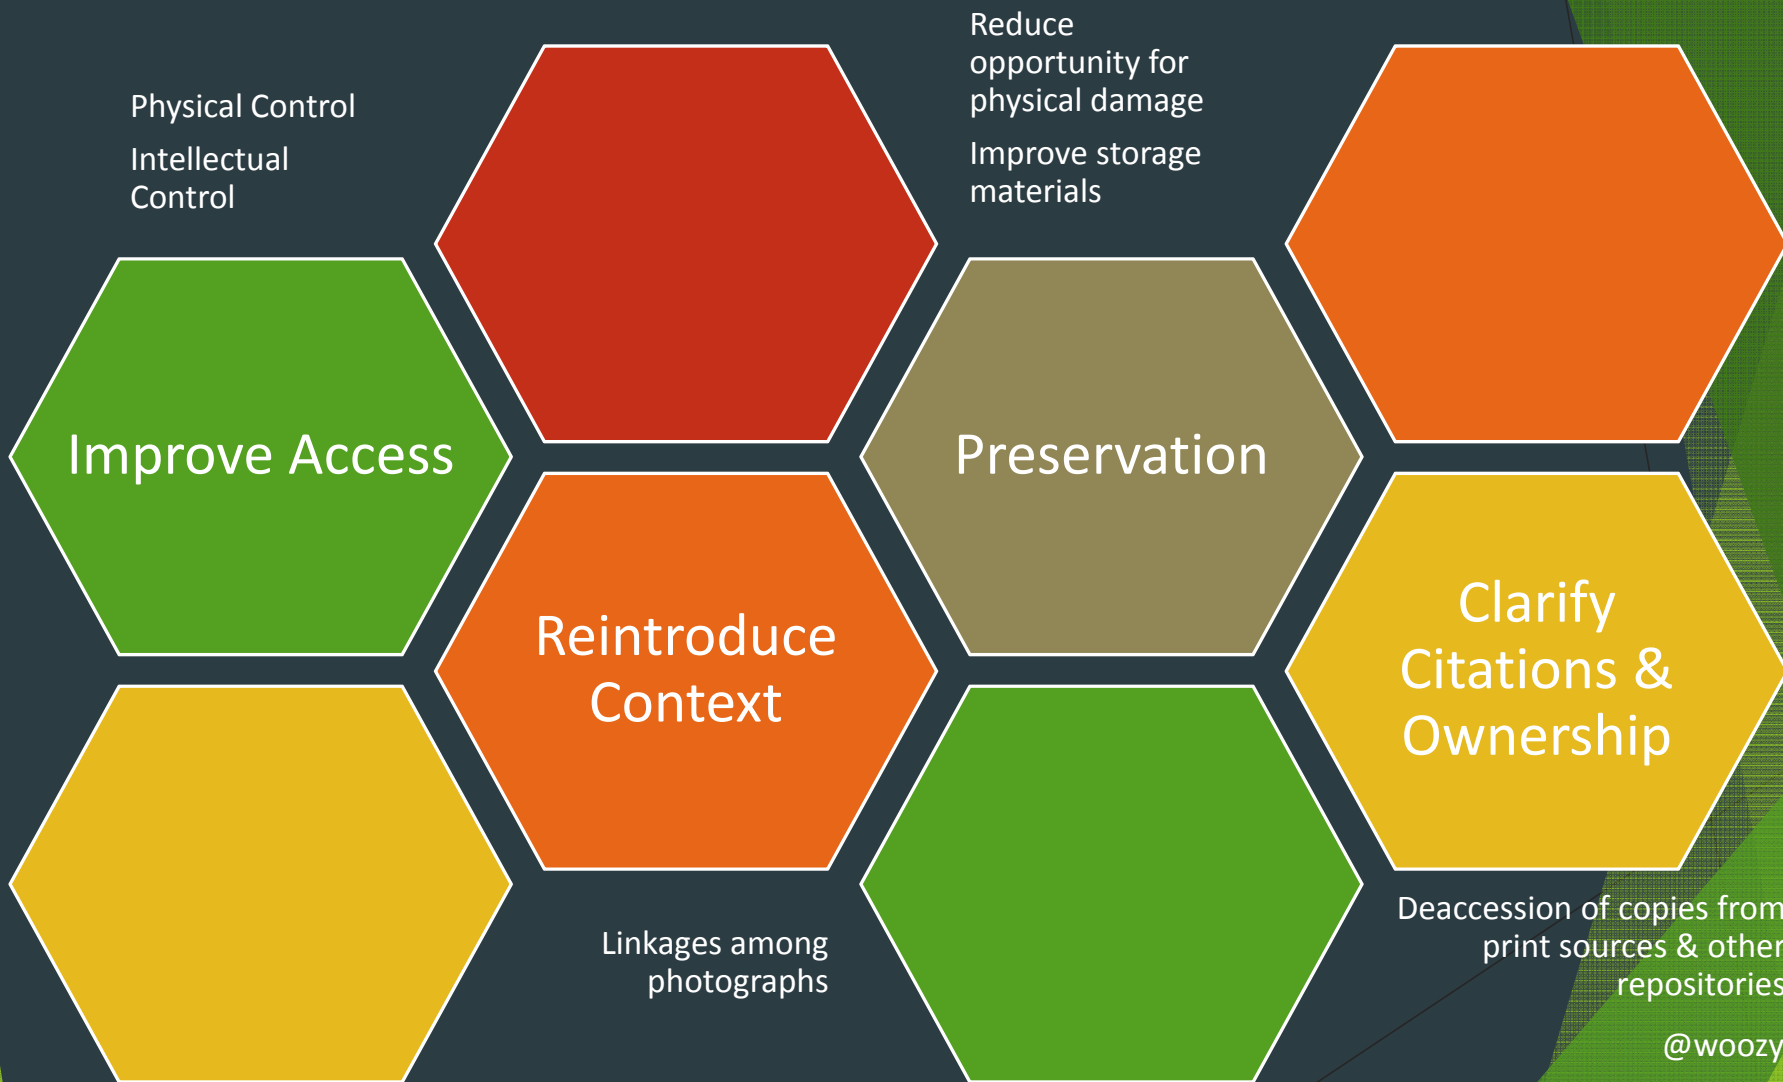 Physical Control
Intellectual
Control
Improve Access
Reintroduce
Context
Linkages among
photographs
Reduce
opportunity for
physical damage
Improve storage
materials
Preservation
Clarify
Citations &
Ownership
Deaccession of copies from
print sources & other
repositories
@woozy